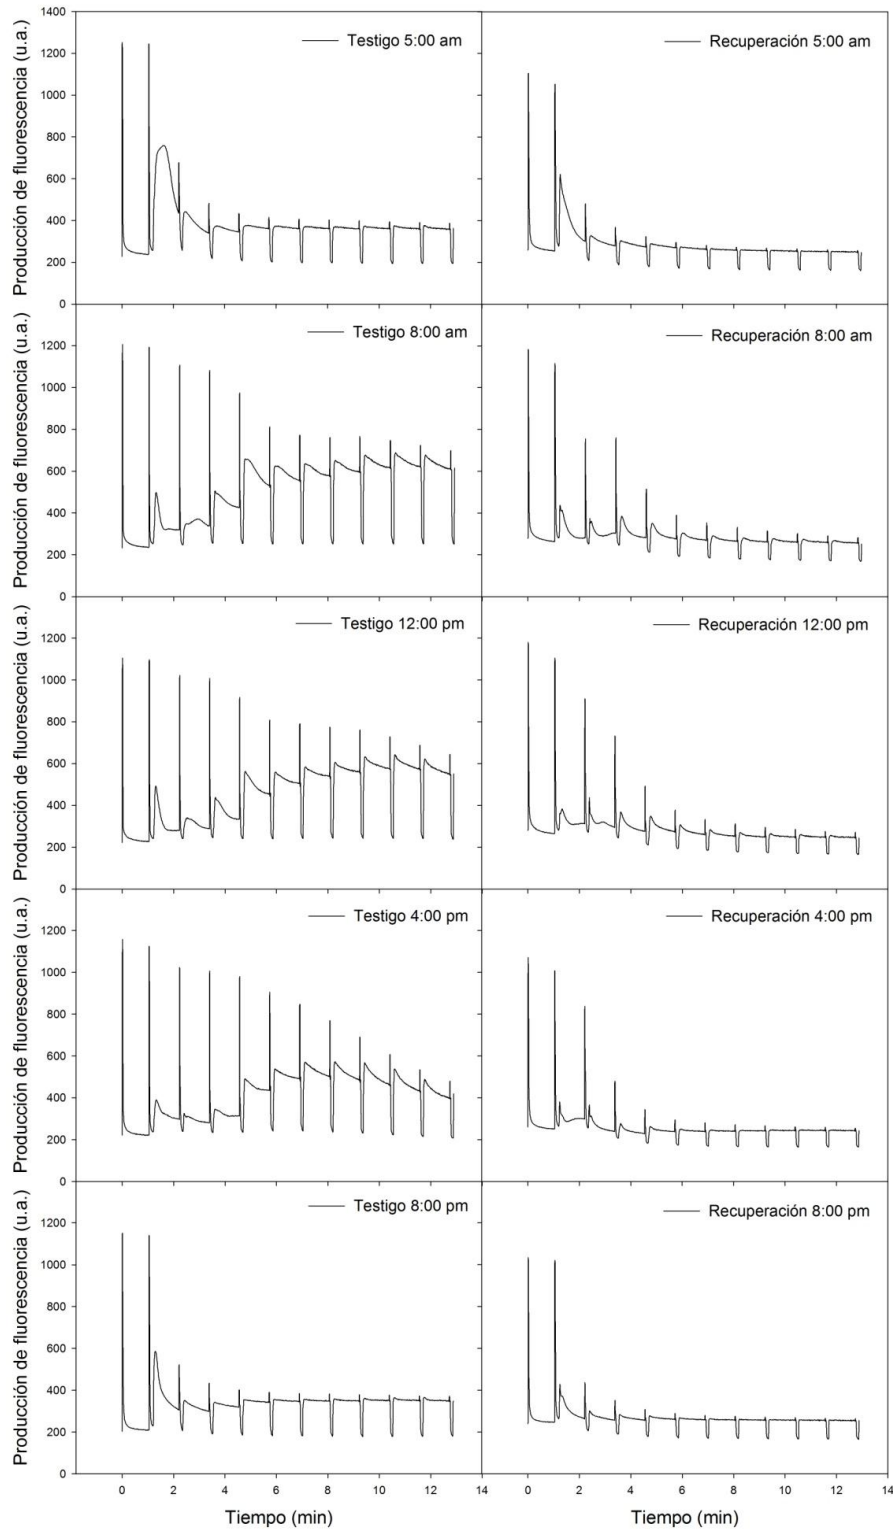 1400
1200
1000
800
600
400
200
0
Producción de fluorescencia (u.a.)
Testigo 5:00 am
Recuperación 5:00 am
1200
1000
800
600
400
200
0
Producción de fluorescencia (u.a.)
Testigo 8:00 am
Recuperación 8:00 am
1200
1000
800
600
400
200
0
Producción de fluorescencia (u.a.)
Testigo 12:00 pm
Recuperación 12:00 pm
1200
1000
800
600
400
200
0
Producción de fluorescencia (u.a.)
Testigo 4:00 pm
Recuperación 4:00 pm
1200
1000
800
600
400
200
0
Producción de fluorescencia (u.a.)
Testigo 8:00 pm
Recuperación 8:00 pm
0 2 4 6 8 10 12 14
0 2 4 6 8 10 12 14
Tiempo (min)
Tiempo (min)